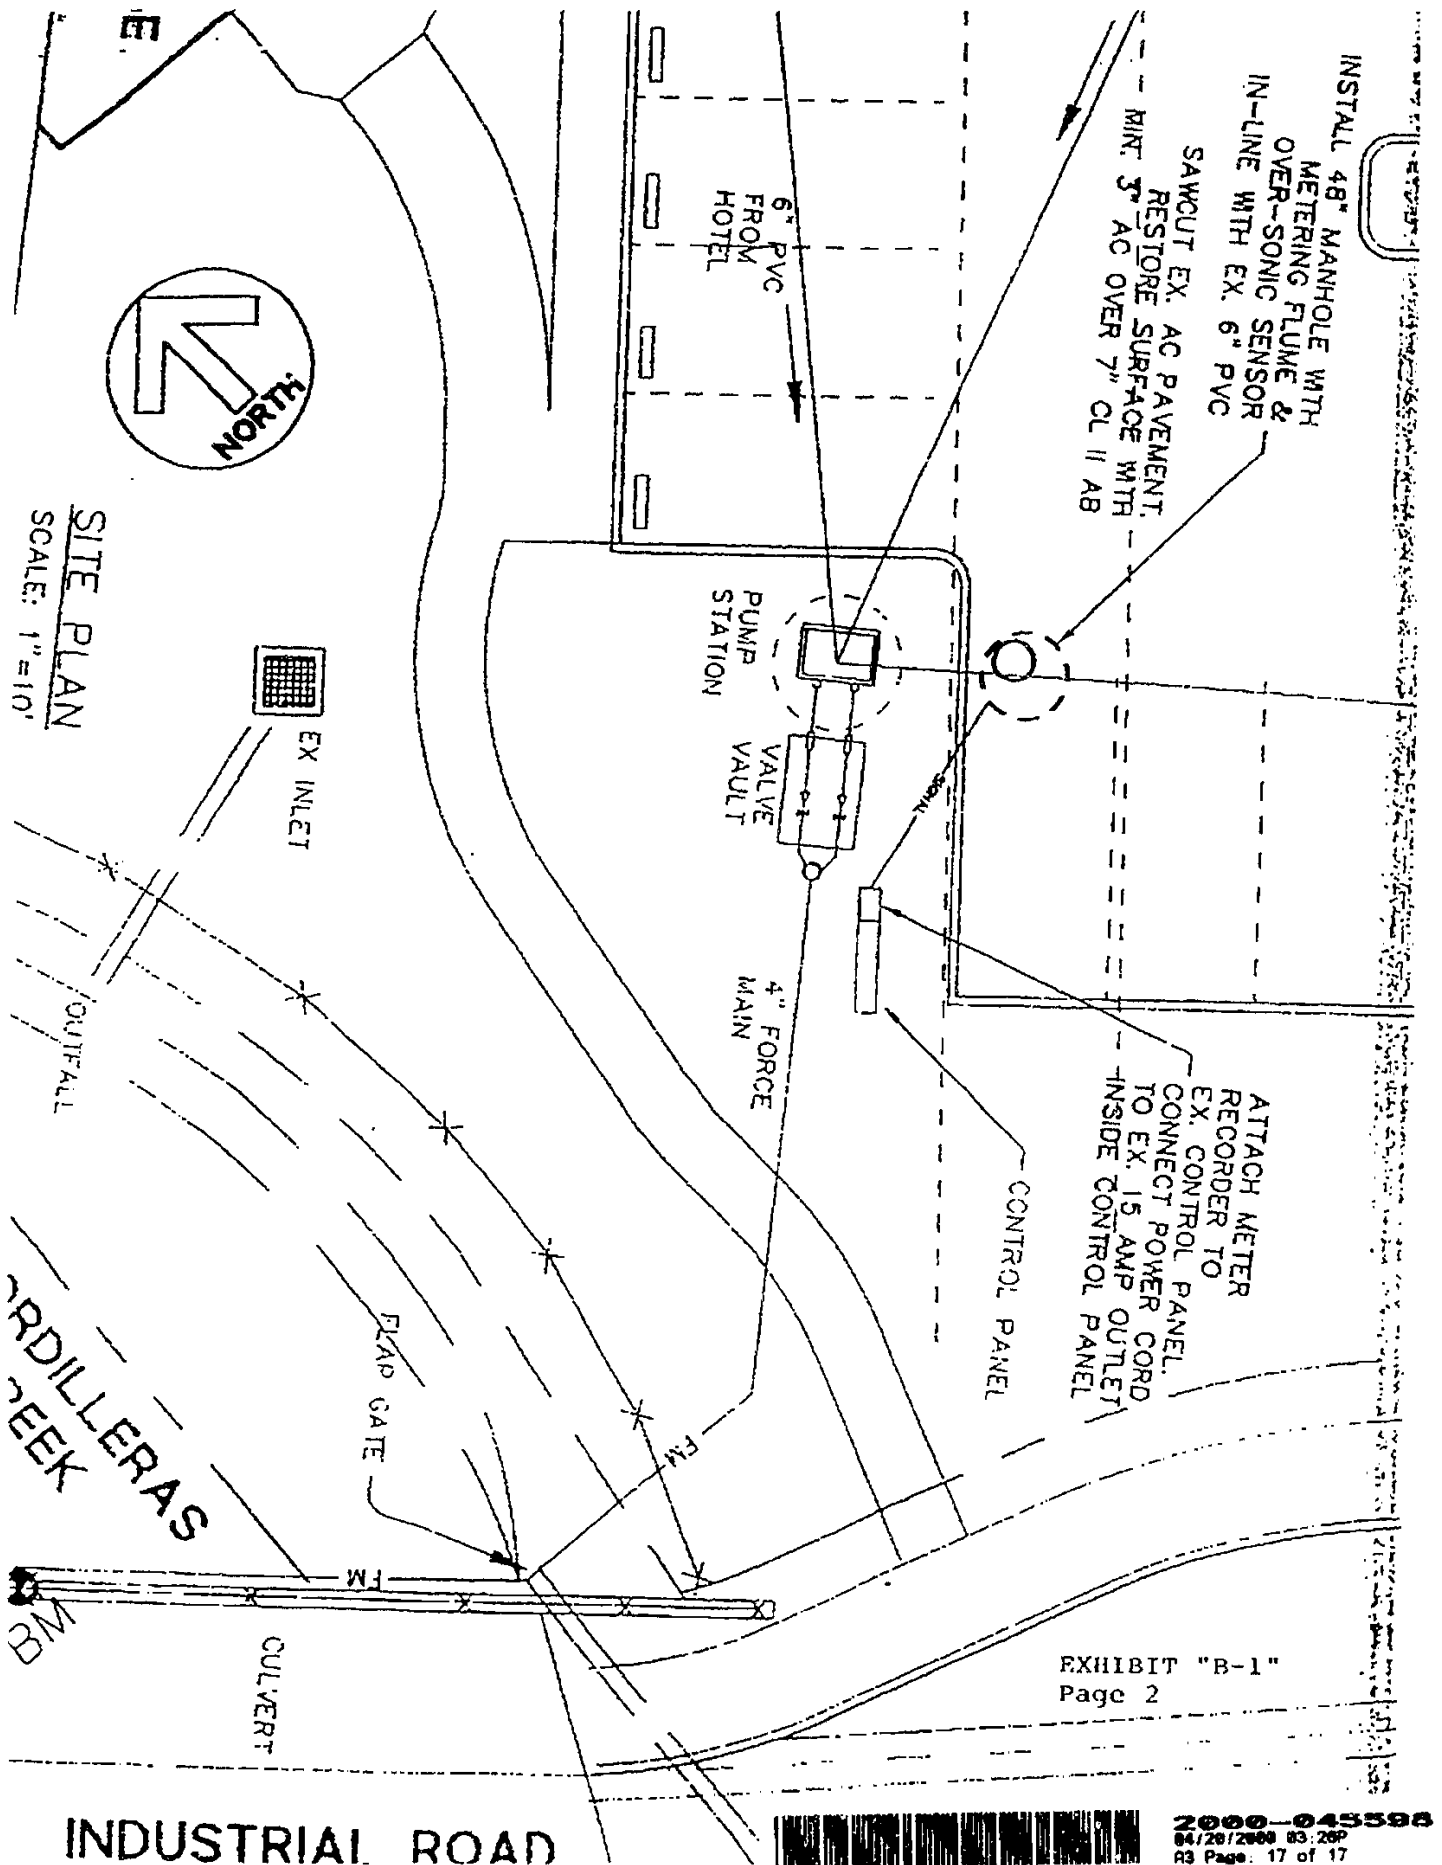 E
INSTALL 48" MANHOLE WITH
METERING FLUME &
OVER-SONIC SENSOR
IN-LINE WITH EX. 6" PVC
SAWCUT EX. AC PAVEMENT.
RESTORE SURFACE WITH
MIN. 3" AC OVER 7" CL II AB
6" PVC
FROM
HOTEL
NORTH
SITE PLAN
SCALE: 1"=10'
PUMP
STATION
VALVE
VAULT
EX INLET
OUTFALL
4" FORCE
MAIN
ATTACH METER
RECORDER TO
EX. CONTROL PANEL.
CONNECT POWER CORD
TO EX. 15 AMP OUTLET
INSIDE CONTROL PANEL
CONTROL PANEL
FLAP GATE
FM
FM
ORDILLERAS
REEK
BM
CULVERT
EXHIBIT "B-1"
Page 2
INDUSTRIAL ROAD
2000-045598
04/20/2000 03:26P
R3 Page: 17 of 17